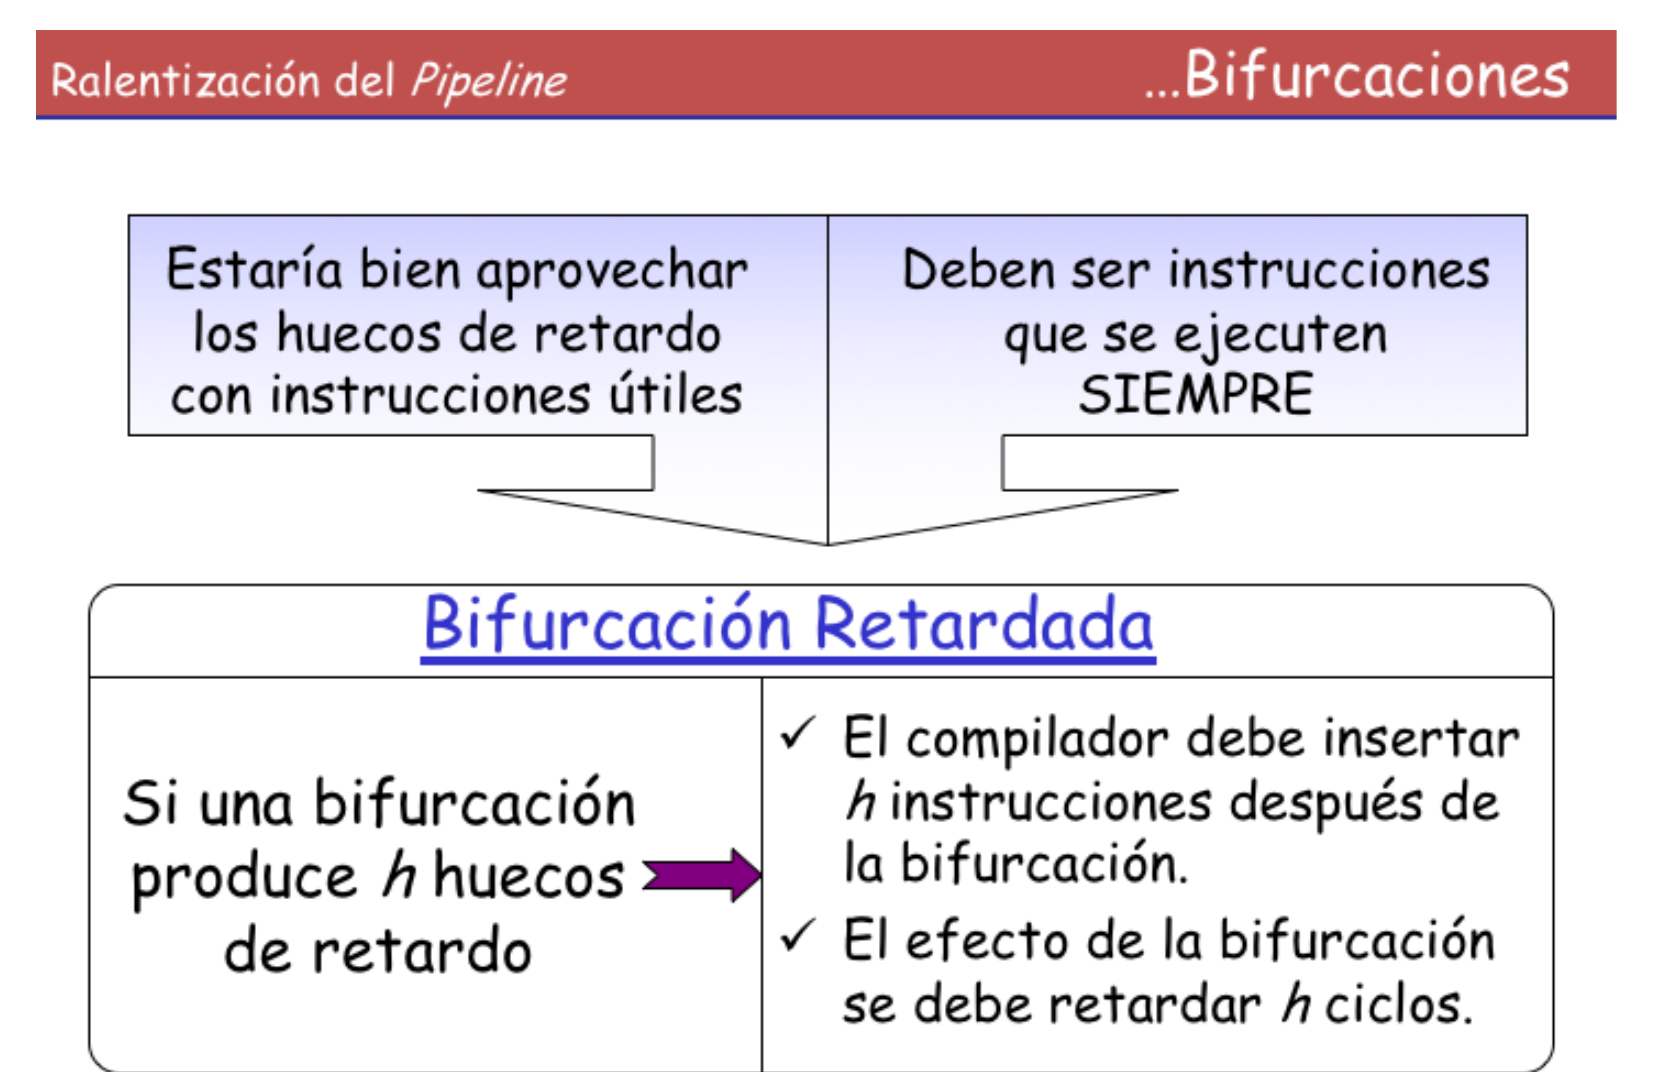 Ralentización del Pipeline
...Bifurcaciones
Estaría bien aprovechar
los huecos de retardo
con instrucciones útiles
Deben ser instrucciones
que se ejecuten
SIEMPRE
Bifurcación Retardada
Si una bifurcación
produce h huecos
de retardo
✓ El compilador debe insertar
h instrucciones después de
la bifurcación.
✓ El efecto de la bifurcación
se debe retardar h ciclos.